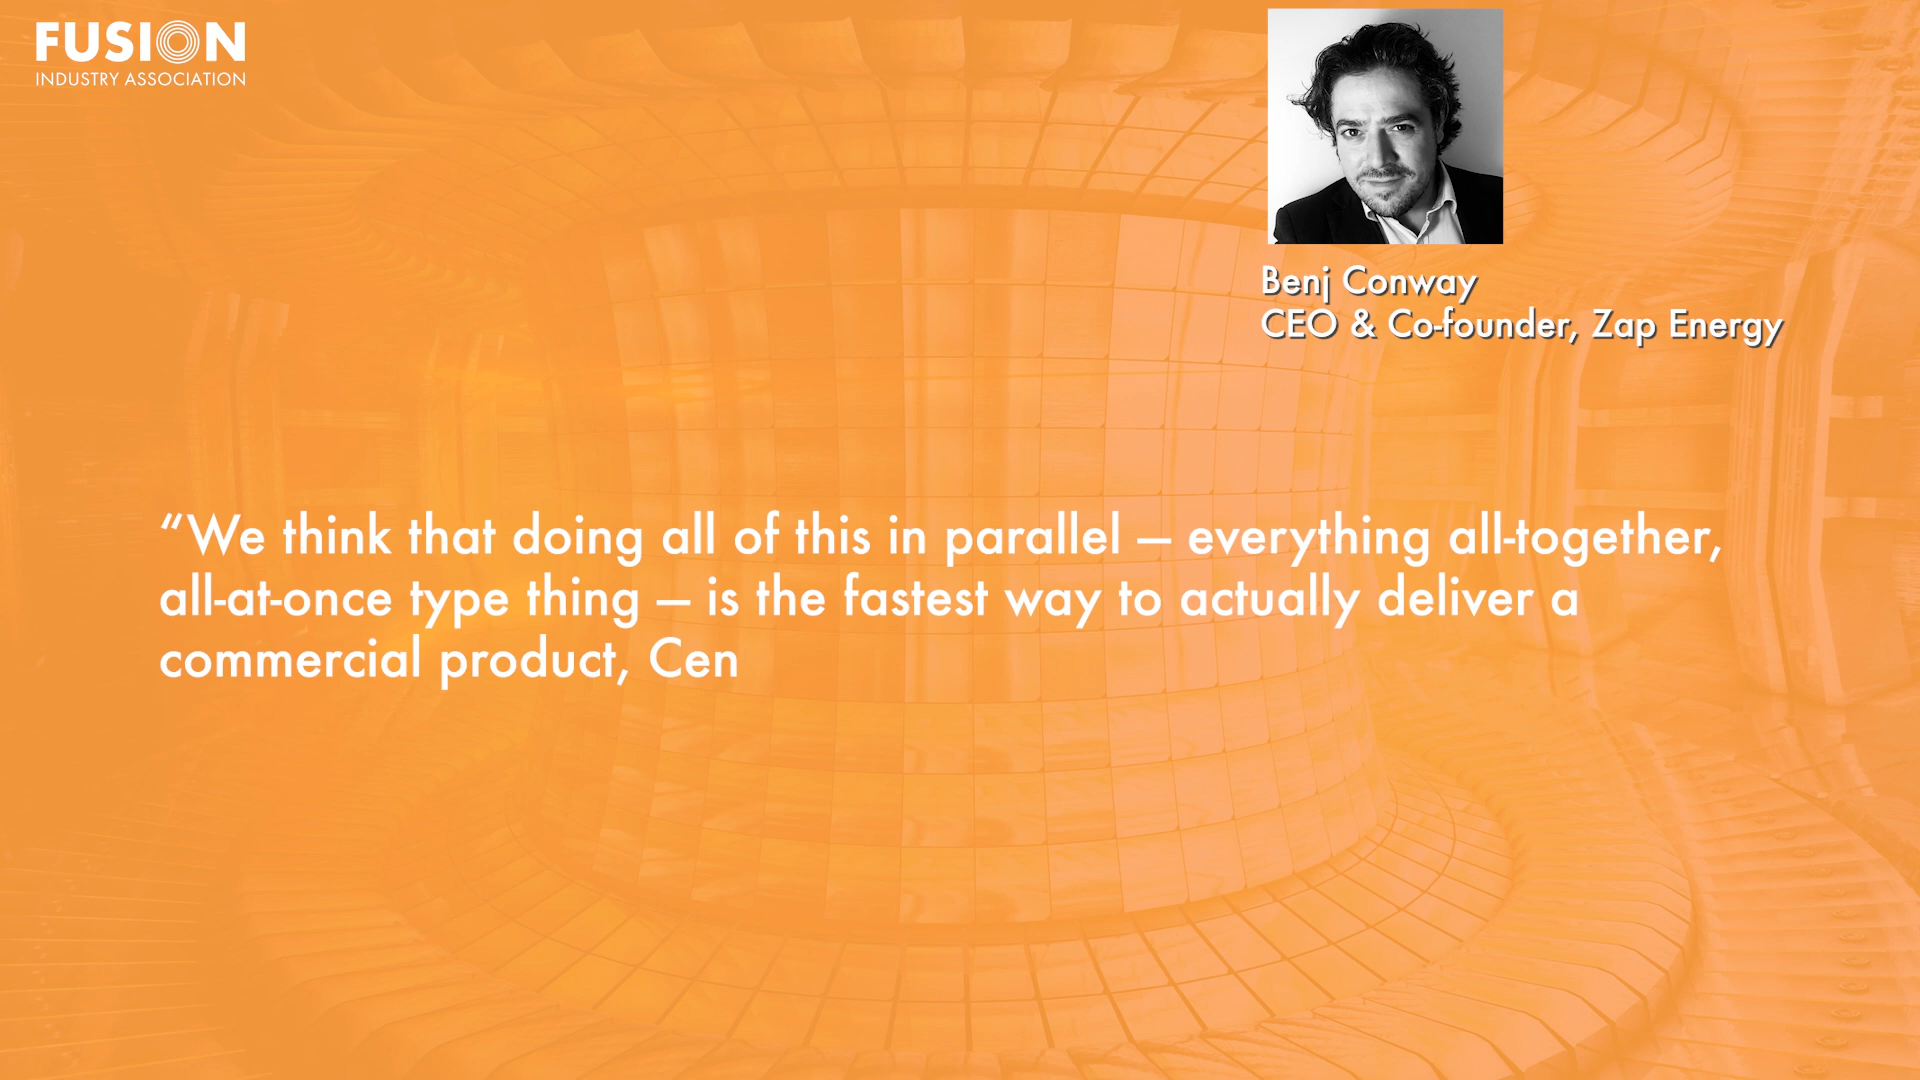 FUSION
INDUSTRY ASSOCIATION
Benj Conway
CEO & Co-founder, Zap Energy
“We think that doing all of this in parallel — everything all-together,
all-at-once type thing — is the fastest way to actually deliver a
commercial product, Cen